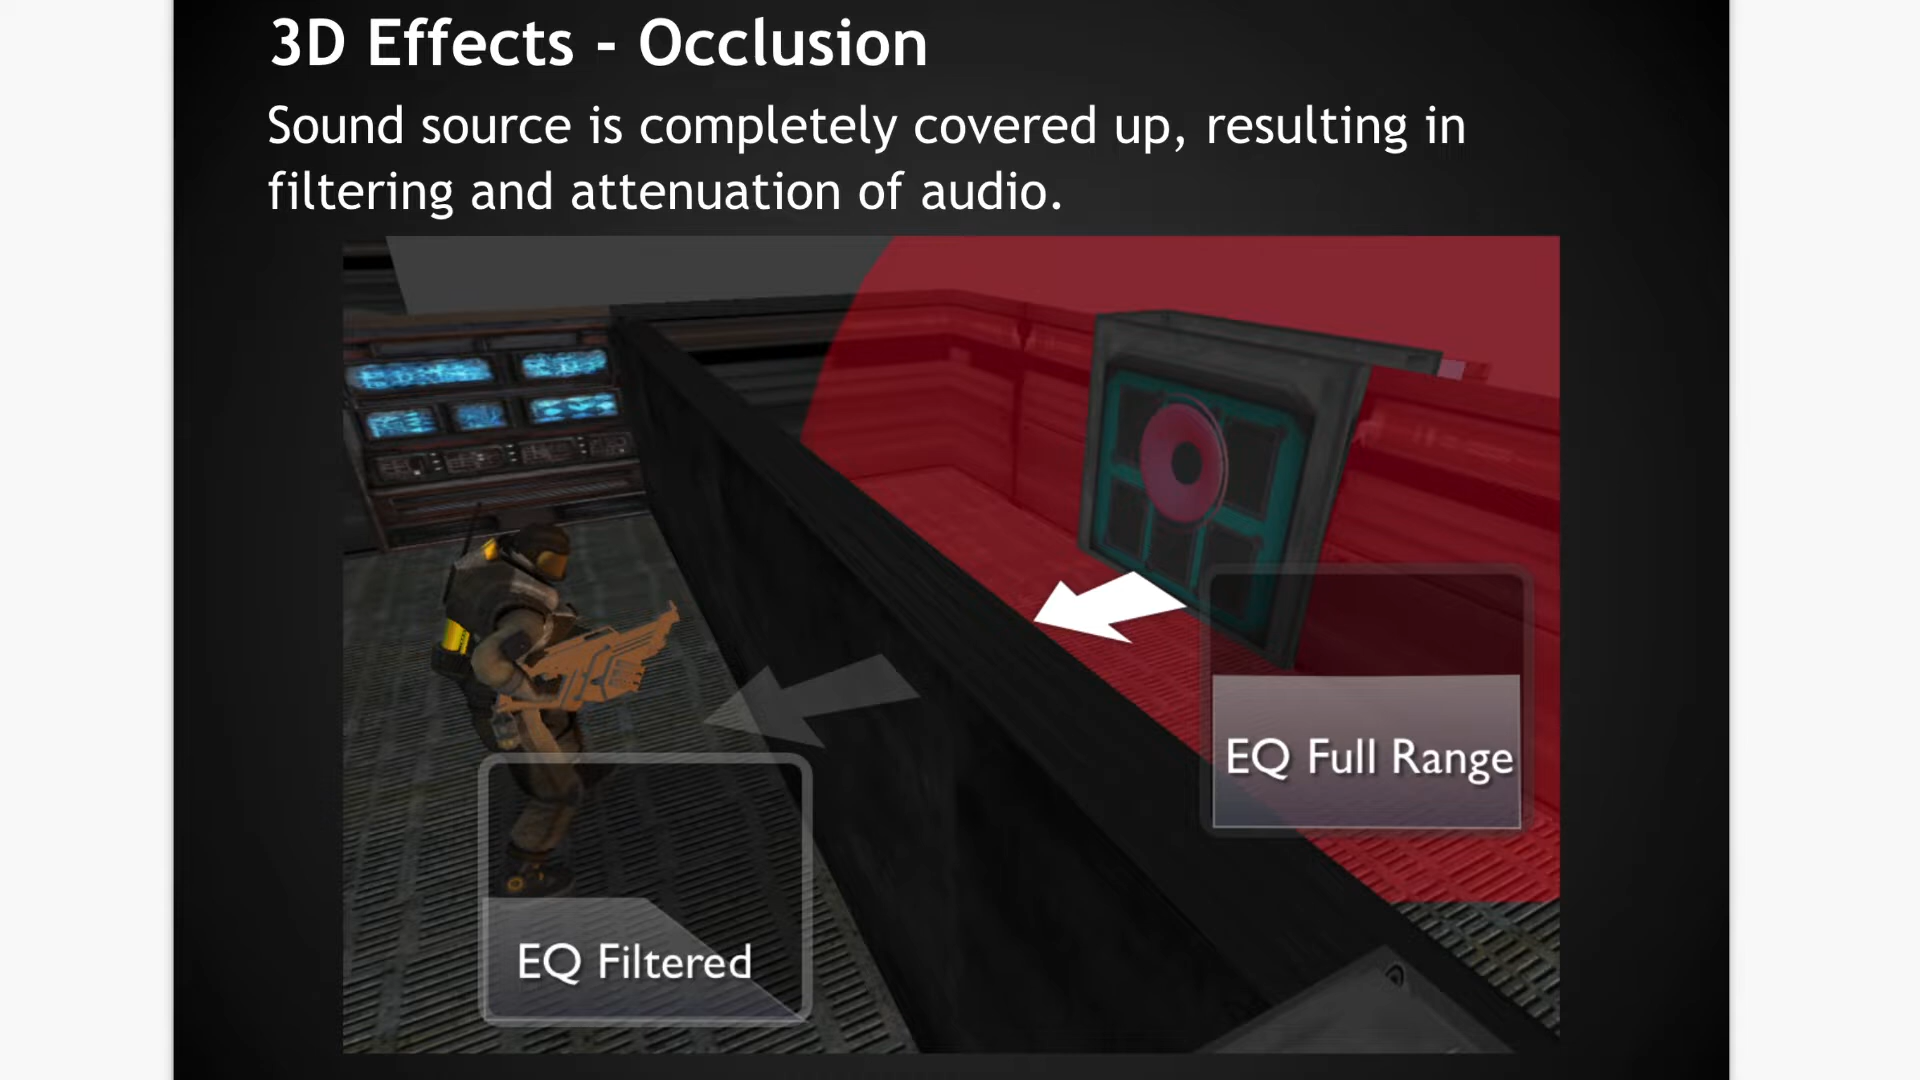 3D Effects - Occlusion
Sound source is completely covered up, resulting in
filtering and attenuation of audio.
EQ Full Range
EQ Filtered